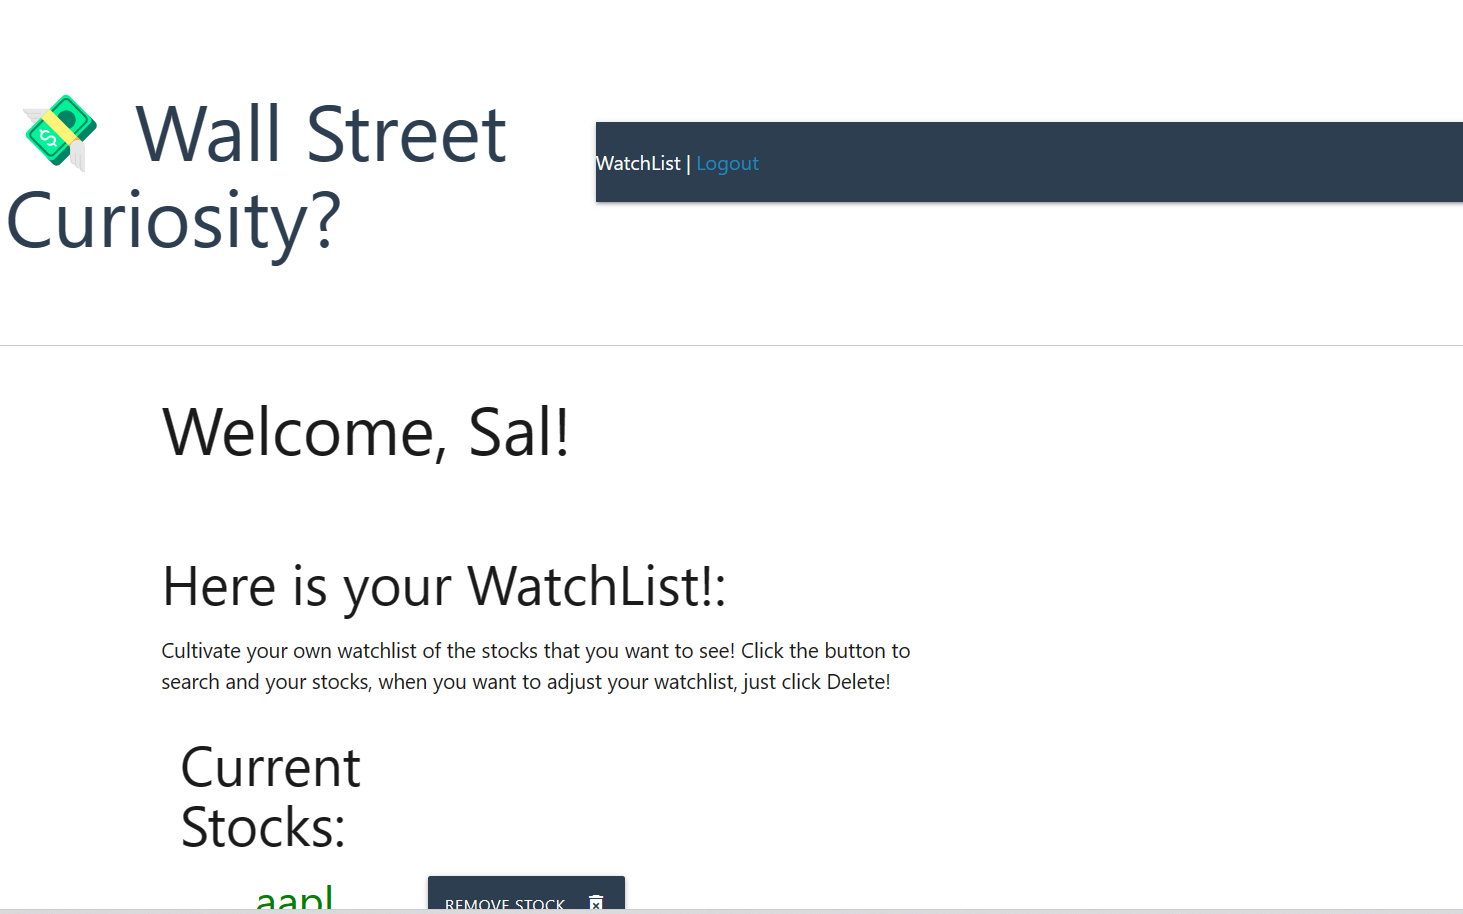 Wall Street
Curiosity?
WatchList | Logout
Welcome, Sal!
Here is your WatchList!:
Cultivate your own watchlist of the stocks that you want to see! Click the button to
search and your stocks, when you want to adjust your watchlist, just click Delete!
Current
Stocks:
aapl
REMOVE STOCK